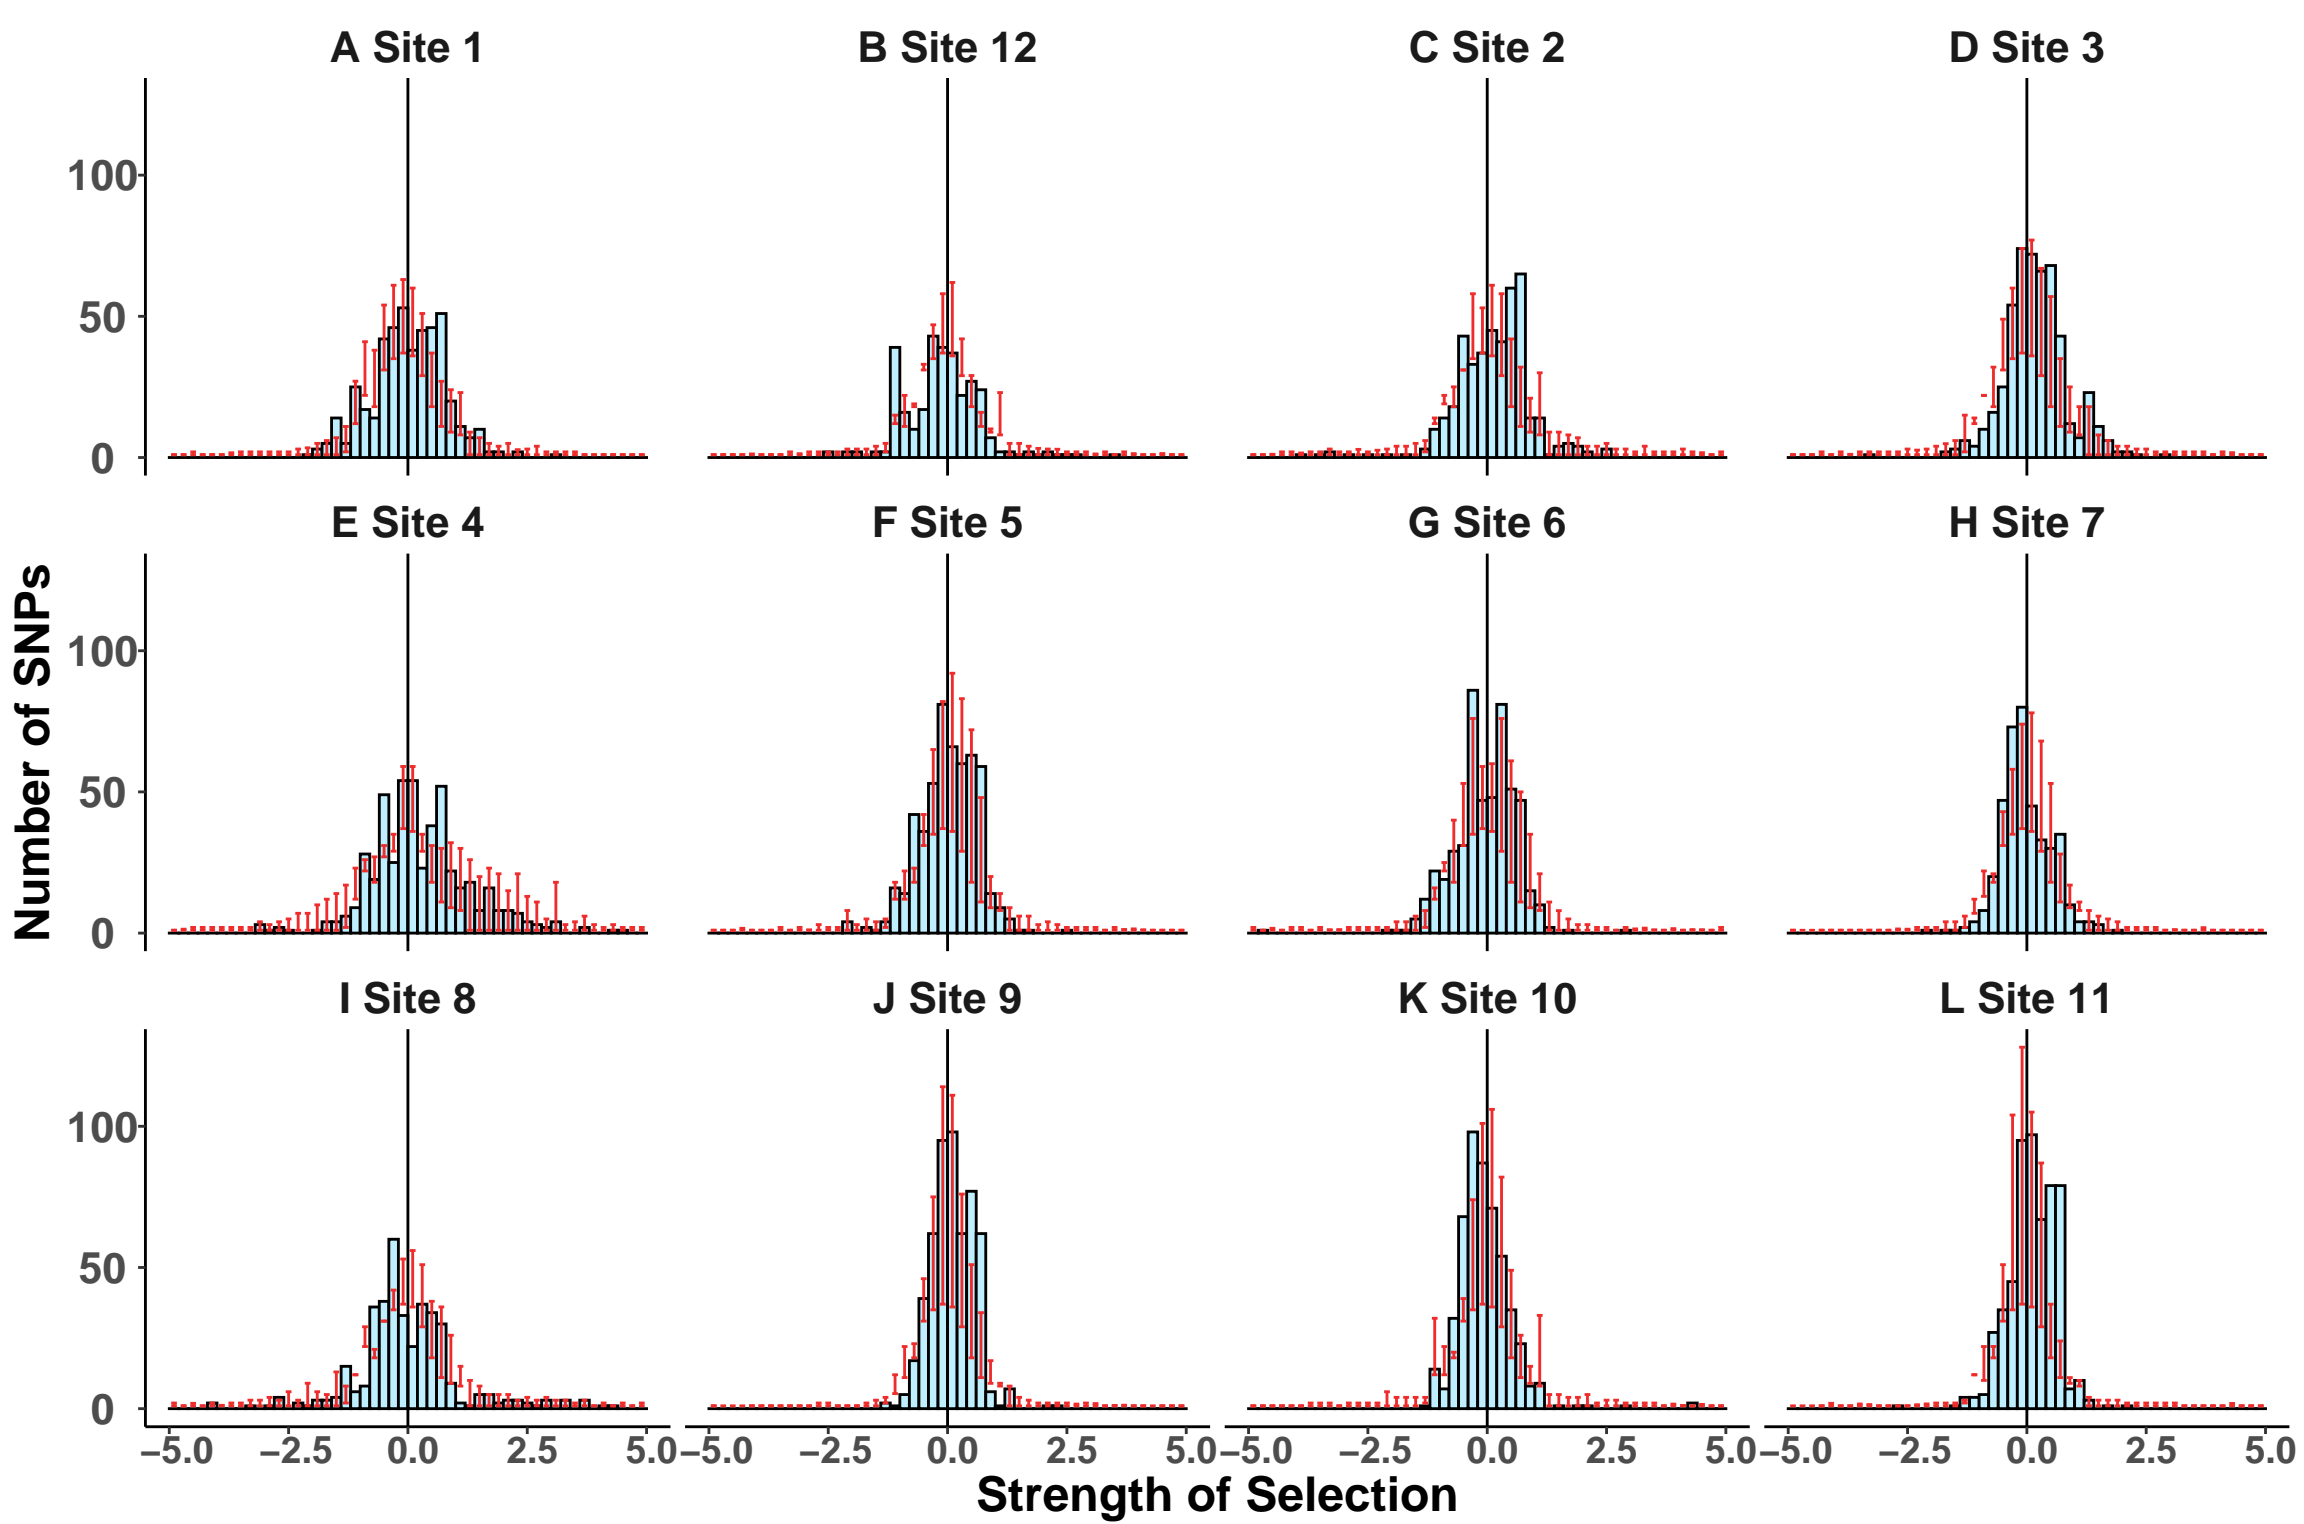 A Site 1
B Site 12
C Site 2
D Site 3
100
50
0
E Site 4
F Site 5
G Site 6
H Site 7
Number of SNPs
100
50
0
I Site 8
J Site 9
K Site 10
L Site 11
100
50
0
−5.0 −2.5 0.0 2.5 5.0 −5.0 −2.5 0.0 2.5 5.0 −5.0 −2.5 0.0 2.5 5.0 −5.0 −2.5 0.0 2.5 5.0
Strength of Selection